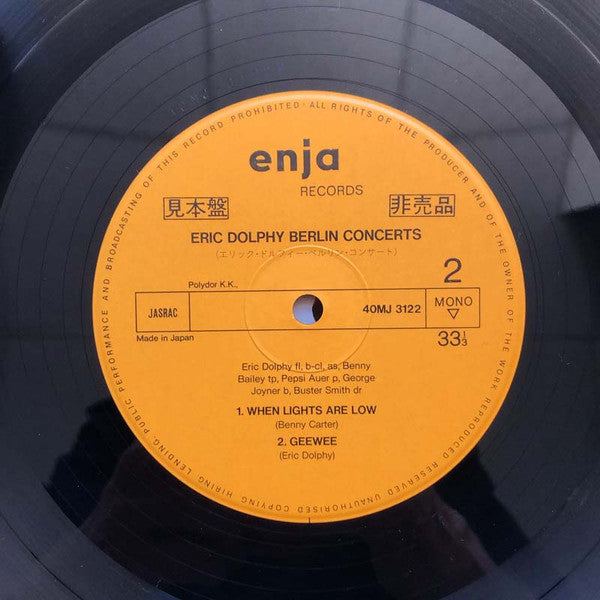 ALL RIGHTS OF THE PRODUCER AND OF THE OWNER OF THE WORK REPRODUCED RESERVED UNAUTHORISED COPYING HIRING LENDING PUBLIC PERFORMANCE AND BROADCASTING OF THIS RECORD PROHIBITED ·
enja
RECORDS
見本盤
非売品
ERIC DOLPHY BERLIN CONCERTS
(エリック・ドルフィー・ベルリン・コンサート)
2
Polydor K.K.,
JASRAC
40MJ 3122
MONO
▽
Made in Japan
33 1/3
Eric Dolphy fl, b-cl, as, Benny
Bailey tp, Pepsi Auer p, George
Joyner b, Buster Smith dr
1. WHEN LIGHTS ARE LOW
(Benny Carter)
2. GEEWEE
(Eric Dolphy)